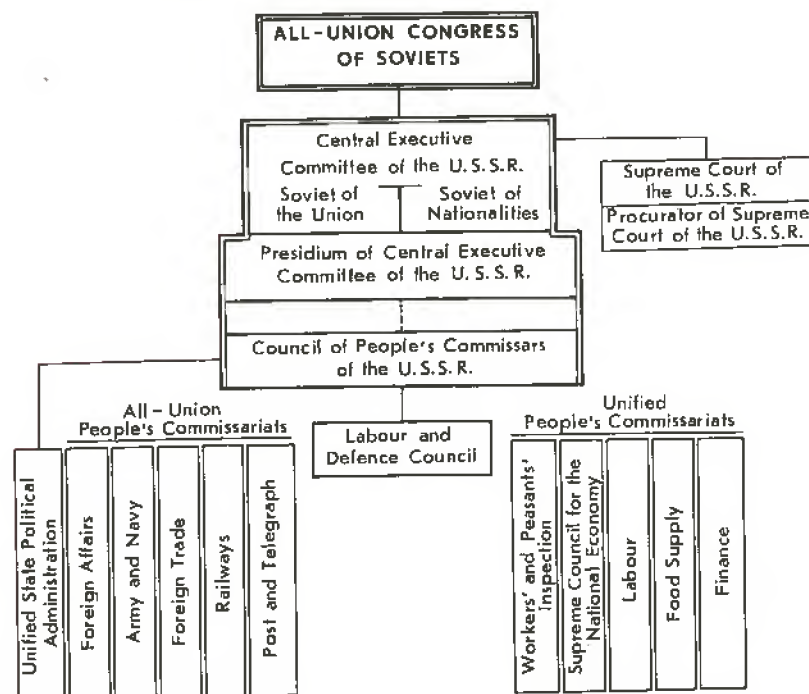 ALL-UNION CONGRESS
OF SOVIETS
Central Executive
Committee of the U.S.S.R.
Soviet of
the Union
Soviet of
Nationalities
Supreme Court of
the U.S.S.R.
Procurator of Supreme
Court of the U.S.S.R.
Presidium of Central Executive
Committee of the U.S.S.R.
Council of People's Commissars
of the U.S.S.R.
All-Union
People's Commissariats
Labour and
Defence Council
Unified
People's Commissariats
Unified State Political
Administration
Foreign Affairs
Army and Navy
Foreign Trade
Railways
Post and Telegraph
Workers' and Peasants'
Inspection
Supreme Council for the
National Economy
Labour
Food Supply
Finance